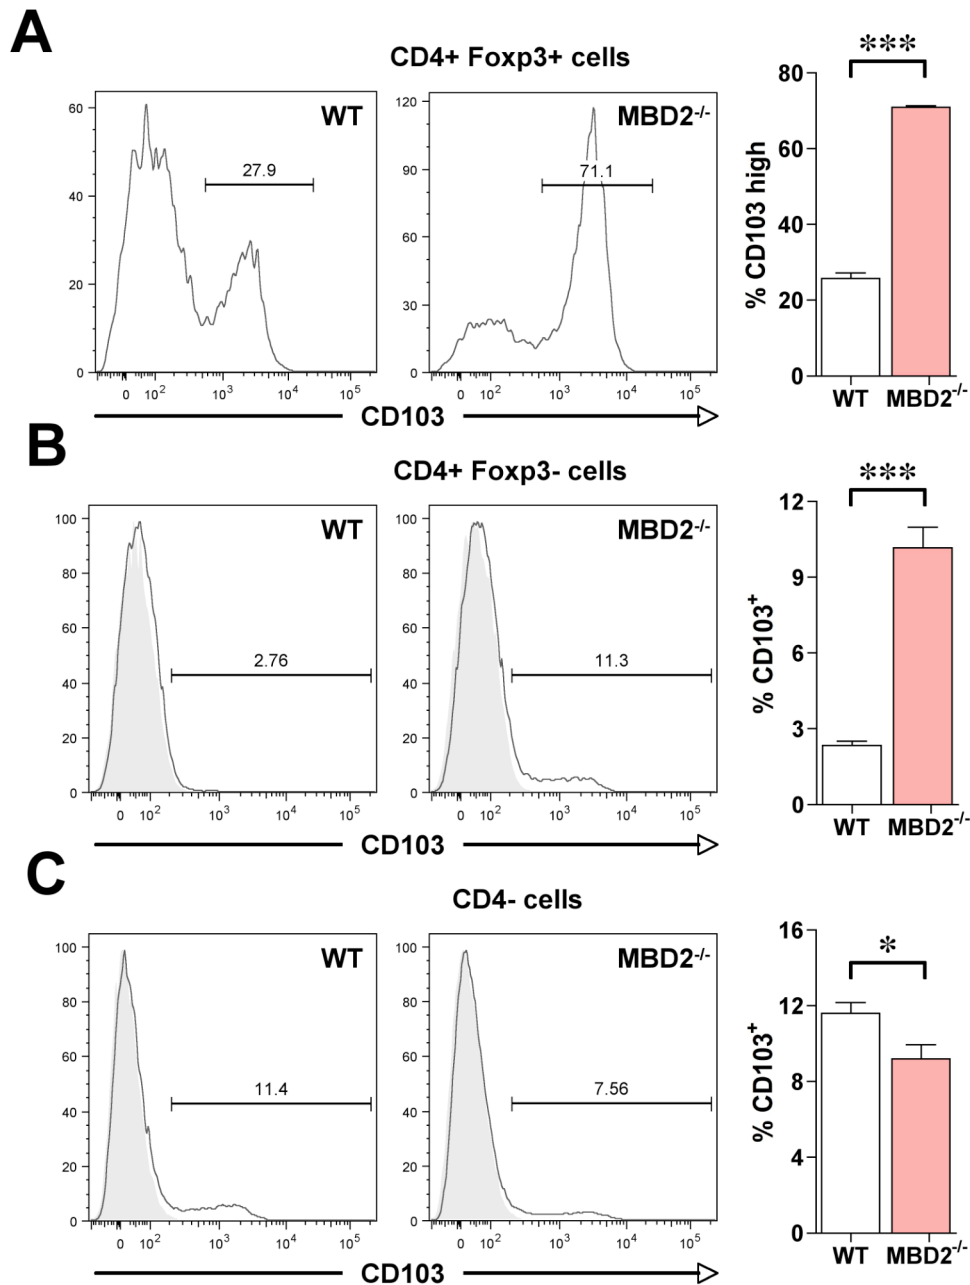 A
CD4+ Foxp3+ cells
WT
27.9
60
40
20
0
0 10² 10³ 10⁴ 10⁵
MBD2-/-
71.1
120
90
60
30
0
0 10² 10³ 10⁴ 10⁵
CD103
***
% CD103 high
80
60
40
20
0
WT MBD2-/-
B
CD4+ Foxp3- cells
WT
2.76
100
80
60
40
20
0
0 10² 10³ 10⁴ 10⁵
MBD2-/-
11.3
100
80
60
40
20
0
0 10² 10³ 10⁴ 10⁵
CD103
***
% CD103+
12
9
6
3
0
WT MBD2-/-
C
CD4- cells
WT
11.4
100
80
60
40
20
0
0 10² 10³ 10⁴ 10⁵
MBD2-/-
7.56
100
80
60
40
20
0
0 10² 10³ 10⁴ 10⁵
CD103
*
% CD103+
16
12
8
4
0
WT MBD2-/-